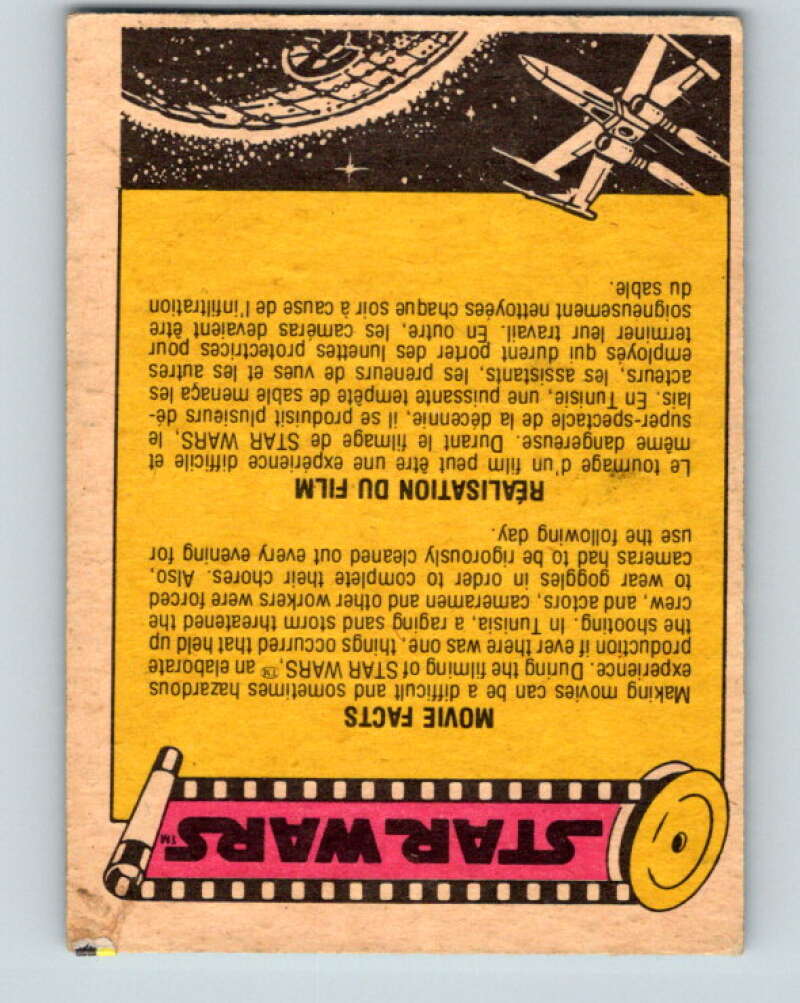 STAR WARS™
MOVIE FACTS
Making movies can be a difficult and sometimes hazardous
experience. During the filming of STAR WARS,™ an elaborate
production if ever there was one, things occurred that held up
the shooting. In Tunisia, a raging sand storm threatened the
crew, and actors, cameramen and other workers were forced
to wear goggles in order to complete their chores. Also,
cameras had to be rigorously cleaned out every evening for
use the following day.
RÉALISATION DU FILM
Le tournage d'un film peut être une expérience difficile et
même dangereuse. Durant le filmage de STAR WARS, le
super-spectacle de la décennie, il se produisit plusieurs dé-
lais. En Tunisie, une puissante tempête de sable menaça les
acteurs, les assistants, les preneurs de vues et les autres
employés qui durent porter des lunettes protectrices pour
terminer leur travail. En outre, les caméras devaient être
soigneusement nettoyées chaque soir à cause de l'infiltration
du sable.